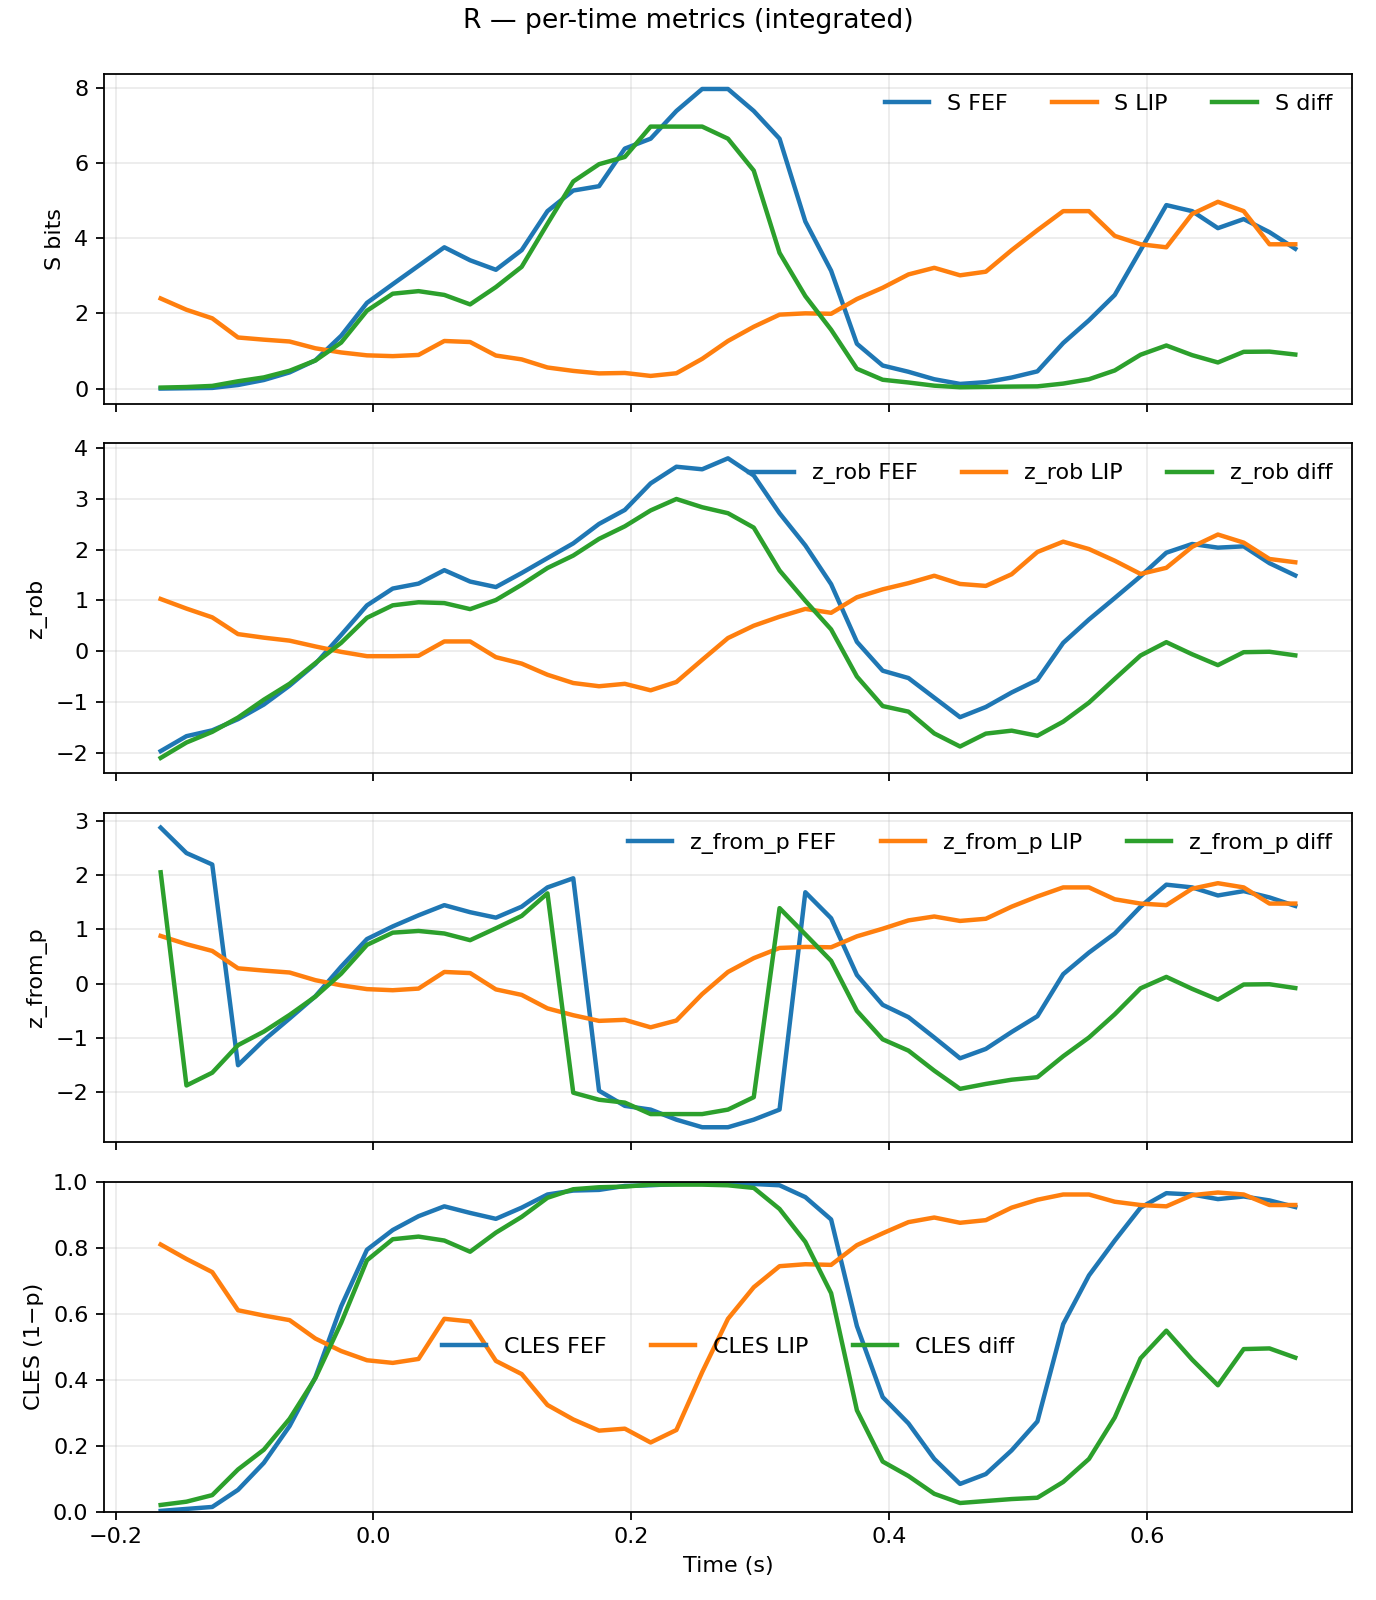 R — per-time metrics (integrated)
S FEF S LIP S diff
8
6
4
2
0
S bits
z_rob FEF z_rob LIP z_rob diff
4
3
2
1
0
−1
−2
z_rob
z_from_p FEF z_from_p LIP z_from_p diff
3
2
1
0
−1
−2
z_from_p
1.0
0.8
0.6
0.4
0.2
0.0
CLES (1−p)
CLES FEF CLES LIP CLES diff
−0.2 0.0 0.2 0.4 0.6
Time (s)